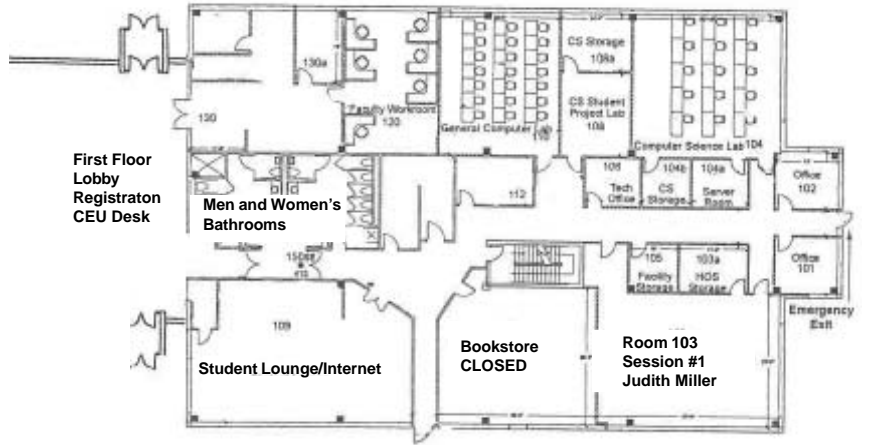 130a
CS Storage
108a
Faculty Workroom
120
General Computer Lab
110
CS Student
Project Lab
108
Computer Science Lab 104
130
First Floor
Lobby
Registraton
CEU Desk
Men and Women's
Bathrooms
112
106
Tech
Office
104b
CS
Storage
104a
Server
Room
Office
102
105
Facility
Storage
103a
HOS
Storage
Office
101
Emergency
Exit
109
Student Lounge/Internet
Bookstore
CLOSED
Room 103
Session #1
Judith Miller